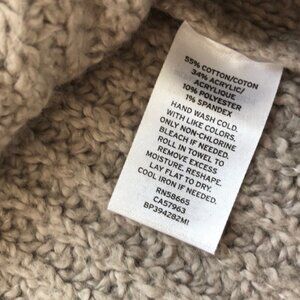 55% COTTON/COTON
34% ACRYLIC/
ACRYLIQUE
10% POLYESTER
1% SPANDEX
HAND WASH COLD.
WITH LIKE COLORS.
ONLY NON-CHLORINE
BLEACH IF NEEDED.
ROLL IN TOWEL TO
REMOVE EXCESS
MOISTURE. RESHAPE.
LAY FLAT TO DRY.
COOL IRON IF NEEDED.
RN58665
CA57963
BP394282MI